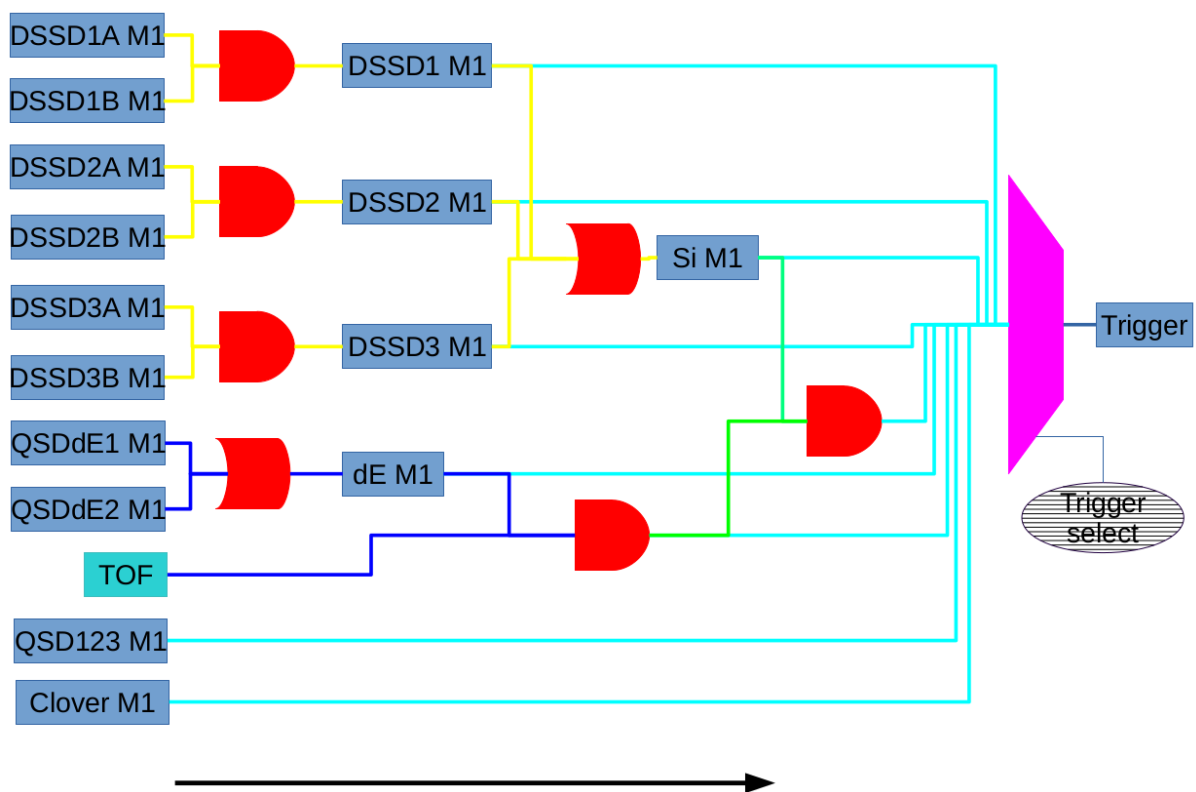 DSSD1A M1
DSSD1B M1
DSSD1 M1
DSSD2A M1
DSSD2B M1
DSSD2 M1
Si M1
DSSD3A M1
DSSD3B M1
DSSD3 M1
Trigger
QSDdE1 M1
QSDdE2 M1
dE M1
Trigger
select
TOF
QSD123 M1
Clover M1